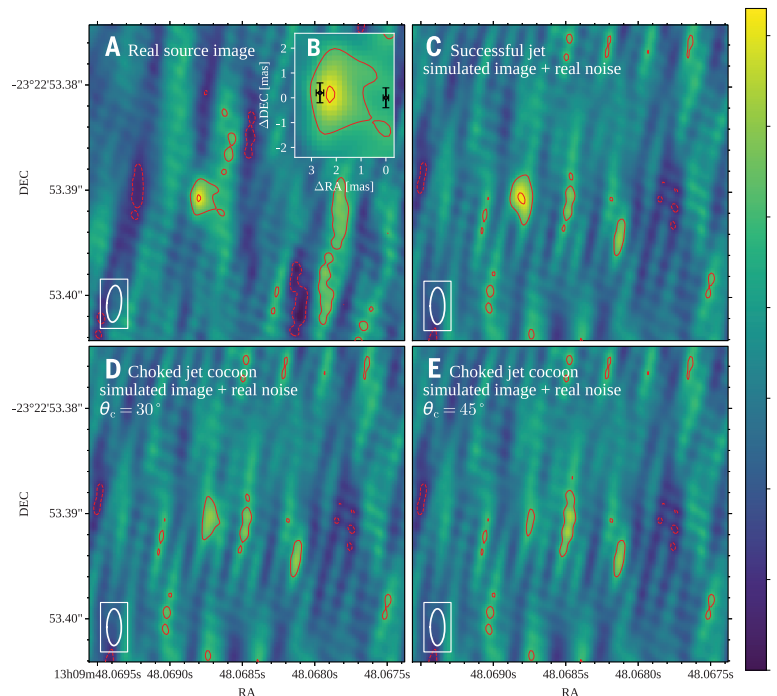 A Real source image
B
ΔDEC [mas]
2
1
0
-1
-2
3
2
1
0
ΔRA [mas]
C Successful jet
simulated image + real noise
-23°22′53.38″
53.39″
53.40″
DEC
D Choked jet cocoon
simulated image + real noise
θc = 30°
E Choked jet cocoon
simulated image + real noise
θc = 45°
-23°22′53.38″
53.39″
53.40″
DEC
13h09m48.0695s 48.0690s 48.0685s 48.0680s 48.0675s
RA
48.0695s 48.0690s 48.0685s 48.0680s 48.0675s
RA